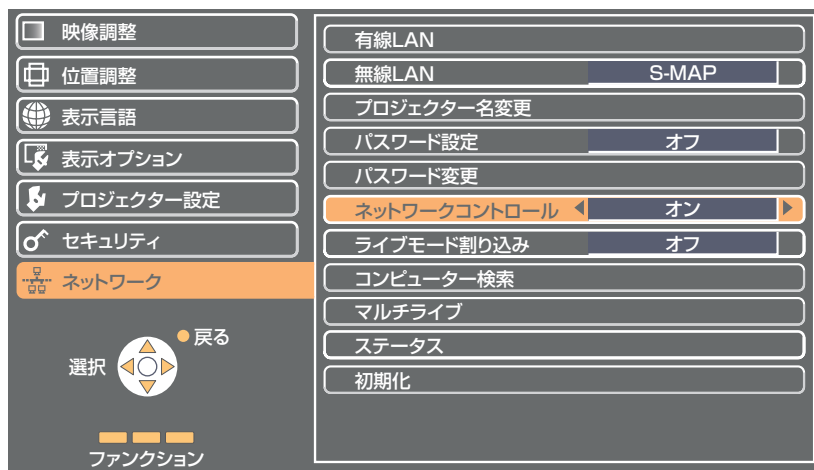 映像調整
位置調整
表示言語
表示オプション
プロジェクター設定
セキュリティ
ネットワーク
戻る
選択
ファンクション
有線LAN
無線LAN S-MAP
プロジェクター名変更
パスワード設定 オフ
パスワード変更
ネットワークコントロール オン
ライブモード割り込み オフ
コンピューター検索
マルチライブ
ステータス
初期化